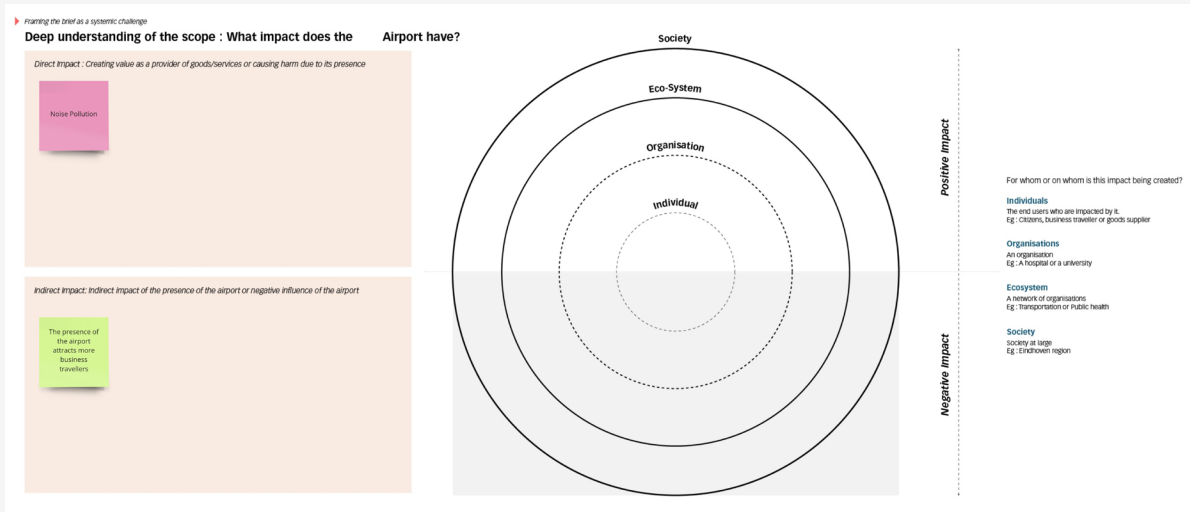 Framing the brief as a systemic challenge
Deep understanding of the scope : What impact does the Airport have?
Direct Impact : Creating value as a provider of goods/services or causing harm due to its presence
Noise Pollution
Indirect Impact: Indirect impact of the presence of the airport or negative influence of the airport
The presence of
the airport
attracts more
business
travellers
Society
Eco-System
Organisation
Individual
Positive Impact
Negative Impact
For whom or on whom is this impact being created?
Individuals
The end users who are impacted by it.
Eg : Citizens, business traveller or goods supplier
Organisations
An organisation
Eg : A hospital or a university
Ecosystem
A network of organisations
Eg : Transportation or Public health
Society
Society at large
Eg : Eindhoven region